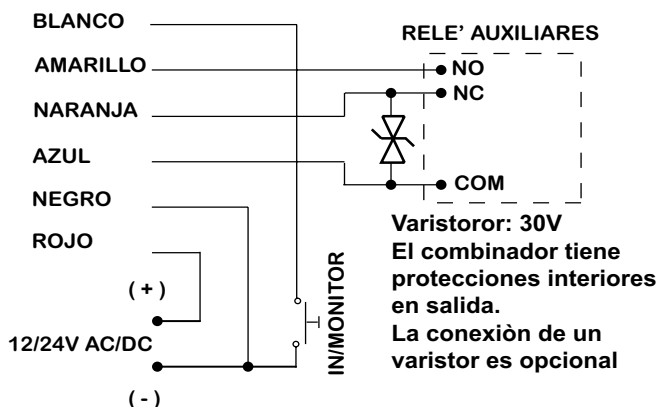 BLANCO
AMARILLO
NARANJA
AZUL
NEGRO
ROJO
( + )
12/24V AC/DC
( - )
IN/MONITOR
RELE’ AUXILIARES
NO
NC
COM
Varistoror: 30V
El combinador tiene
protecciones interiores
en salida.
La conexiòn de un
varistor es opcional